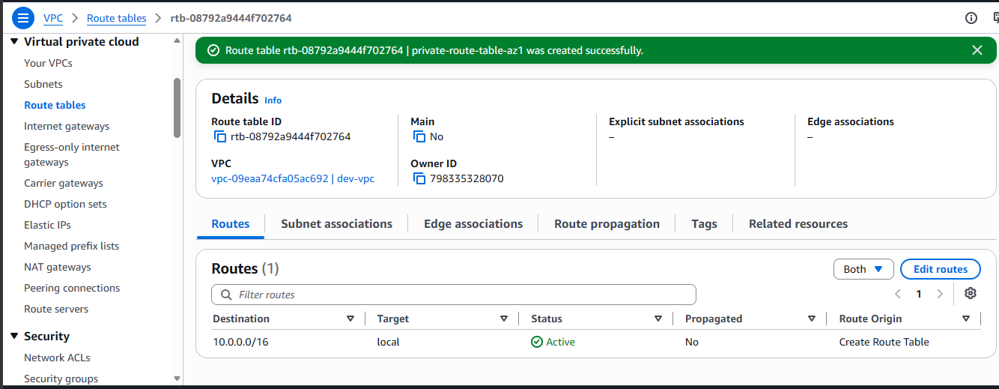 VPC > Route tables > rtb-08792a9444f702764
Virtual private cloud
Your VPCs
Subnets
Route tables
Internet gateways
Egress-only internet
gateways
Carrier gateways
DHCP option sets
Elastic IPs
Managed prefix lists
NAT gateways
Peering connections
Route servers
Security
Network ACLs
Security groups
Route table rtb-08792a9444f702764 | private-route-table-az1 was created successfully.
Details Info
Route table ID
rtb-08792a9444f702764
VPC
vpc-09eaa74cfa05ac692 | dev-vpc
Main
No
Owner ID
798335328070
Explicit subnet associations
–
Edge associations
–
Routes Subnet associations Edge associations Route propagation Tags Related resources
Routes (1)
Both Edit routes
Filter routes
1
Destination Target Status Propagated Route Origin
10.0.0.0/16 local Active No Create Route Table